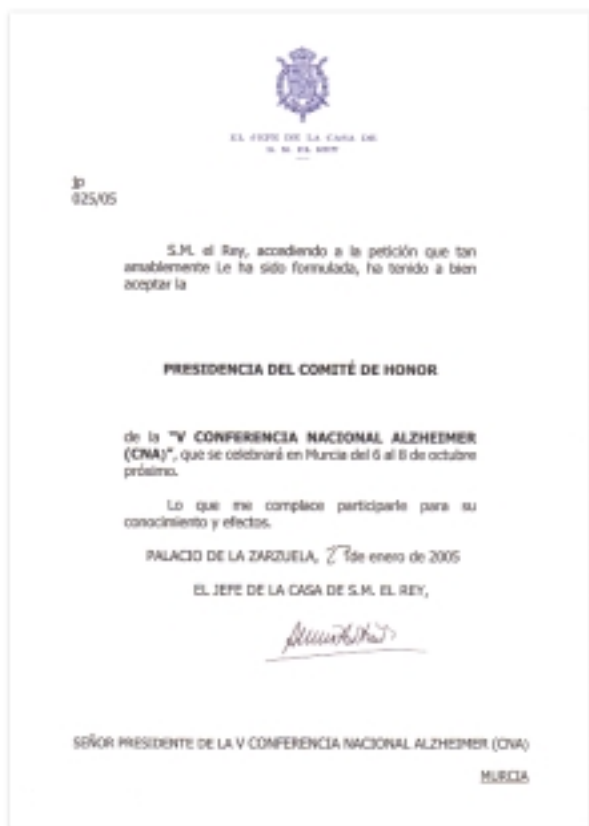 EL JEFE DE LA CASA DE
S. M. EL REY
jp
025/05
S.M. el Rey, accediendo a la petición que tan
amablemente Le ha sido formulada, ha tenido a bien
aceptar la
PRESIDENCIA DEL COMITÉ DE HONOR
de la "V CONFERENCIA NACIONAL ALZHEIMER
(CNA)", que se celebrará en Murcia del 6 al 8 de octubre
próximo.
Lo que me complace participarle para su
conocimiento y efectos.
PALACIO DE LA ZARZUELA, de enero de 2005
EL JEFE DE LA CASA DE S.M. EL REY,
SEÑOR PRESIDENTE DE LA V CONFERENCIA NACIONAL ALZHEIMER (CNA)
MURCIA